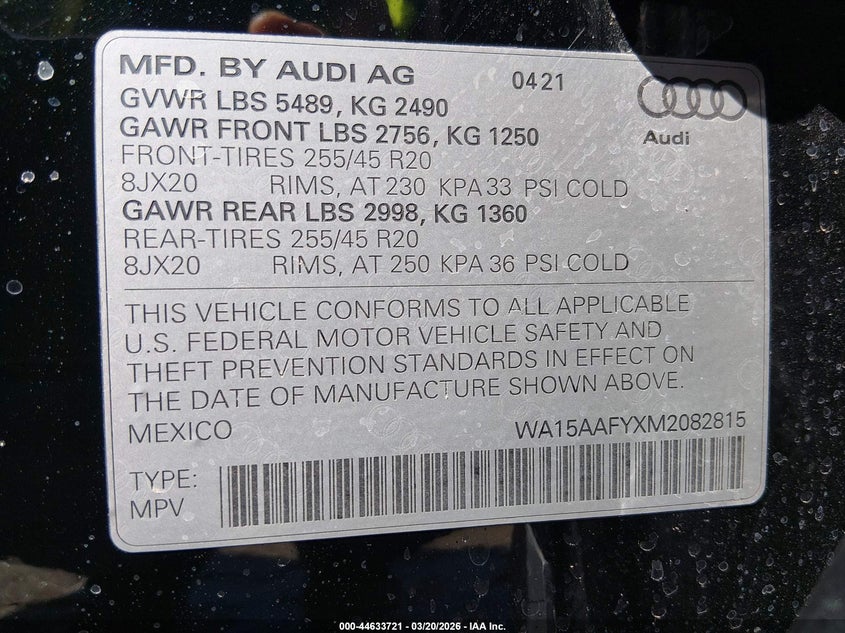 MFD. BY AUDI AG 0421
GVWR LBS 5489, KG 2490
GAWR FRONT LBS 2756, KG 1250
Audi
FRONT-TIRES 255/45 R20
8JX20 RIMS, AT 230 KPA 33 PSI COLD
GAWR REAR LBS 2998, KG 1360
REAR-TIRES 255/45 R20
8JX20 RIMS, AT 250 KPA 36 PSI COLD
THIS VEHICLE CONFORMS TO ALL APPLICABLE
U.S. FEDERAL MOTOR VEHICLE SAFETY AND
THEFT PREVENTION STANDARDS IN EFFECT ON
THE DATE OF MANUFACTURE SHOWN ABOVE.
MEXICO WA15AAFYXM2082815
TYPE:
MPV
000-44633721 - 03/20/2026 - IAA Inc.